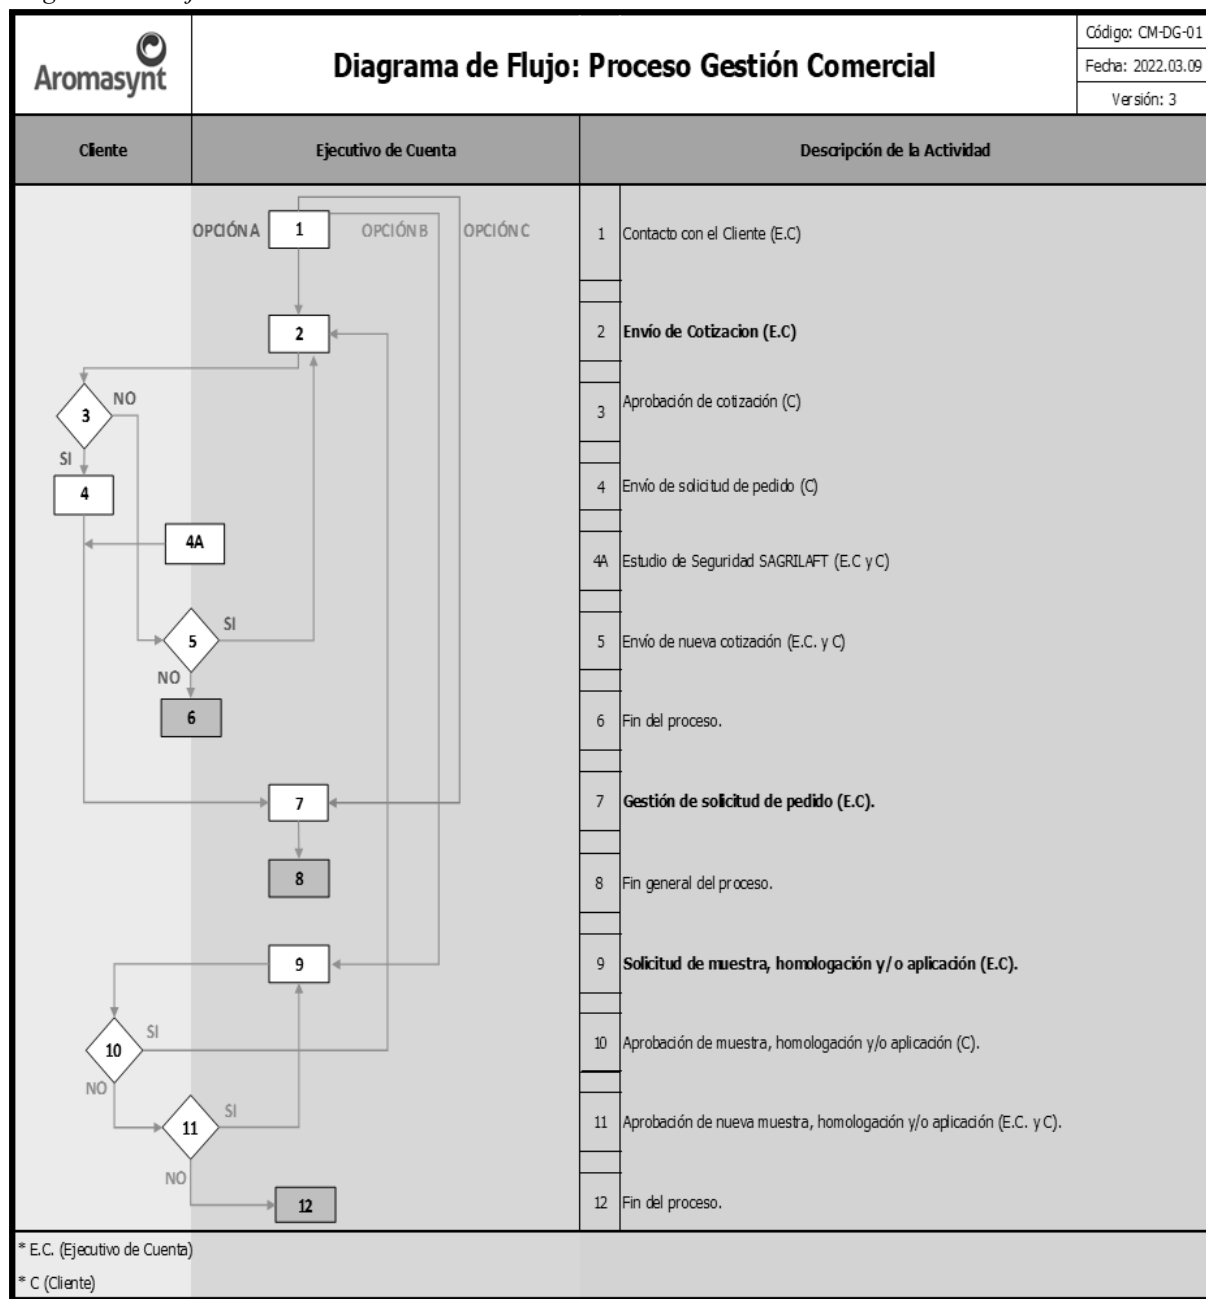 Aromasynt
Diagrama de Flujo: Proceso Gestión Comercial
Código: CM-DG-01
Fecha: 2022.03.09
Versión: 3
Cliente
Ejecutivo de Cuenta
Descripción de la Actividad
OPCIÓN A
1
OPCIÓN B
OPCIÓN C
2
3
NO
SI
4
4A
5
SI
NO
6
7
8
9
10
SI
NO
11
SI
NO
12
1 Contacto con el Cliente (E.C)
2 Envío de Cotizacion (E.C)
3 Aprobación de cotización (C)
4 Envío de solicitud de pedido (C)
4A Estudio de Seguridad SAGRILAFT (E.C y C)
5 Envío de nueva cotización (E.C. y C)
6 Fin del proceso.
7 Gestión de solicitud de pedido (E.C).
8 Fin general del proceso.
9 Solicitud de muestra, homologación y/o aplicación (E.C).
10 Aprobación de muestra, homologación y/o aplicación (C).
11 Aprobación de nueva muestra, homologación y/o aplicación (E.C. y C).
12 Fin del proceso.
* E.C. (Ejecutivo de Cuenta)
* C (Cliente)